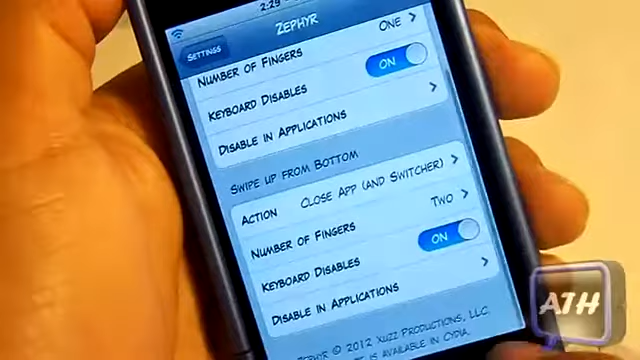 2:29
Settings
Zephyr
One
Number of Fingers
Keyboard Disables ON
Disable in Applications
Swipe up from Bottom
Action Close App (and Switcher)
Number of Fingers Two
Keyboard Disables ON
Disable in Applications
Zephyr © 2012 Xuzz Productions, LLC.
is available in Cydia.
ATH